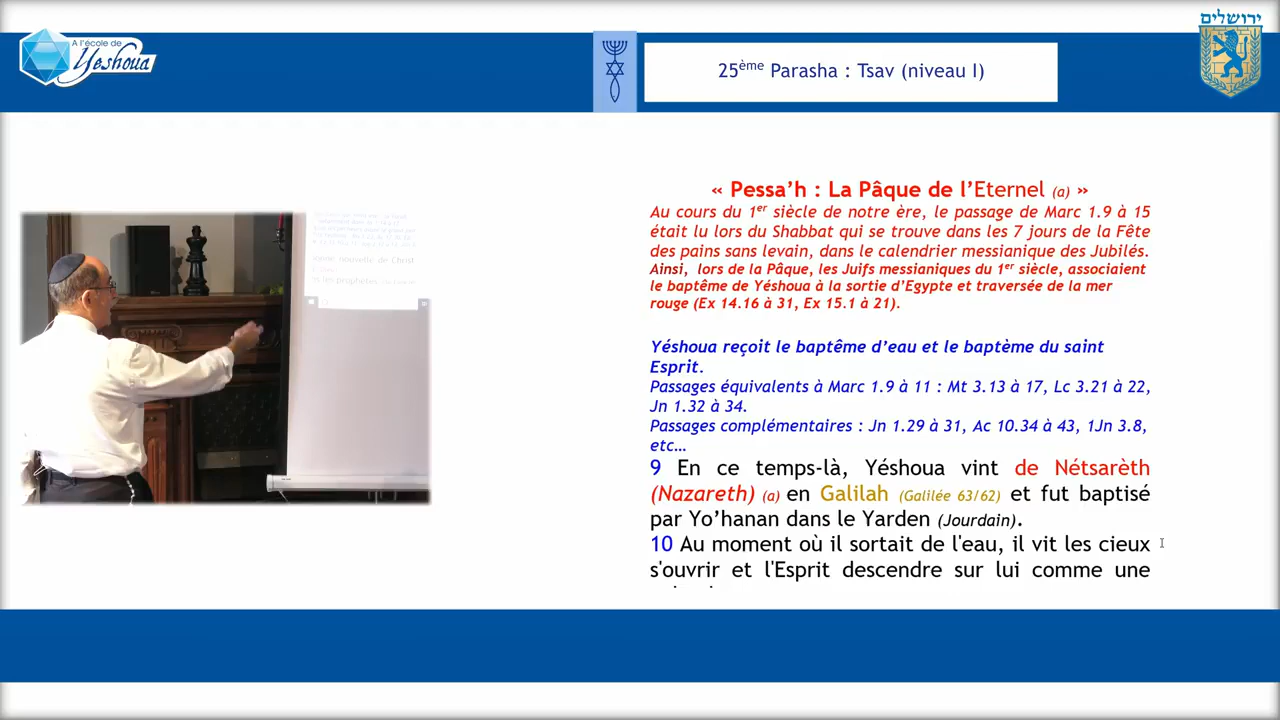 ירושלים
A l'école de
Yeshoua
25ème Parasha : Tsav (niveau I)
« Pessa’h : La Pâque de l’Eternel (a) »
Au cours du 1er siècle de notre ère, le passage de Marc 1.9 à 15
était lu lors du Shabbat qui se trouve dans les 7 jours de la Fête
des pains sans levain, dans le calendrier messianique des Jubilés.
Ainsi, lors de la Pâque, les Juifs messianiques du 1er siècle, associaient
le baptême de Yéshoua à la sortie d’Egypte et traversée de la mer
rouge (Ex 14.16 à 31, Ex 15.1 à 21).
Yéshoua reçoit le baptême d’eau et le baptème du saint
Esprit.
Passages équivalents à Marc 1.9 à 11 : Mt 3.13 à 17, Lc 3.21 à 22,
Jn 1.32 à 34.
Passages complémentaires : Jn 1.29 à 31, Ac 10.34 à 43, 1Jn 3.8,
etc…
9 En ce temps-là, Yéshoua vint de Nétsarèth
(Nazareth) (a) en Galilah (Galilée 63/62) et fut baptisé
par Yo’hanan dans le Yarden (Jourdain).
10 Au moment où il sortait de l'eau, il vit les cieux
s'ouvrir et l'Esprit descendre sur lui comme une